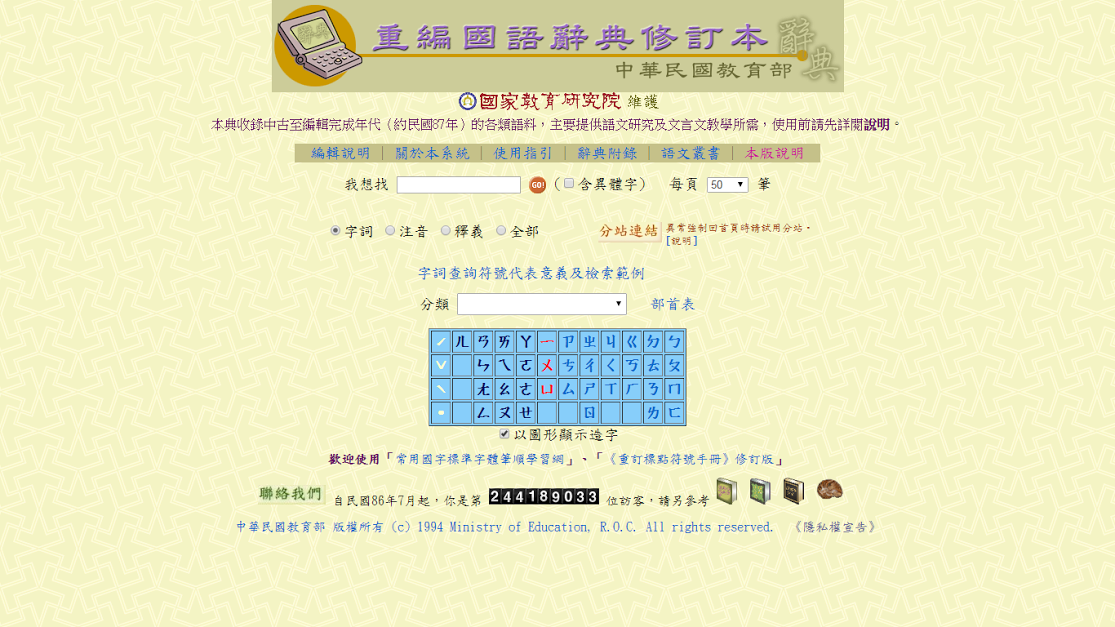 重編國語辭典修訂本
中華民國教育部
國家教育研究院 維護
本典收錄中古至編輯完成年代（約民國87年）的各類語料，主要提供語文研究及文言文教學所需，使用前請先詳閱說明。
編輯說明 | 關於本系統 | 使用指引 | 辭典附錄 | 語文叢書 | 本版說明
我想找 GO! （含異體字） 每頁 50 筆
字詞 注音 釋義 全部 分站連結 異常強制回首頁時請試用分站。
[說明]
字詞查詢符號代表意義及檢索範例
分類 部首表
ˊ ㄦ ㄢ ㄞ ㄚ ㄧ ㄗ ㄓ ㄐ ㄍ ㄉ ㄅ
ˇ ㄣ ㄟ ㄛ ㄨ ㄘ ㄔ ㄑ ㄎ ㄊ ㄆ
ˋ ㄤ ㄠ ㄜ ㄩ ㄙ ㄕ ㄒ ㄏ ㄋ ㄇ
˙ ㄥ ㄡ ㄝ ㄖ ㄌ ㄈ
以圖形顯示造字
歡迎使用「常用國字標準字體筆順學習網」、「《重訂標點符號手冊》修訂版」
聯絡我們 自民國86年7月起，你是第 244189033 位訪客，請另參考
中華民國教育部 版權所有 (c) 1994 Ministry of Education, R.O.C. All rights reserved. 《隱私權宣告》